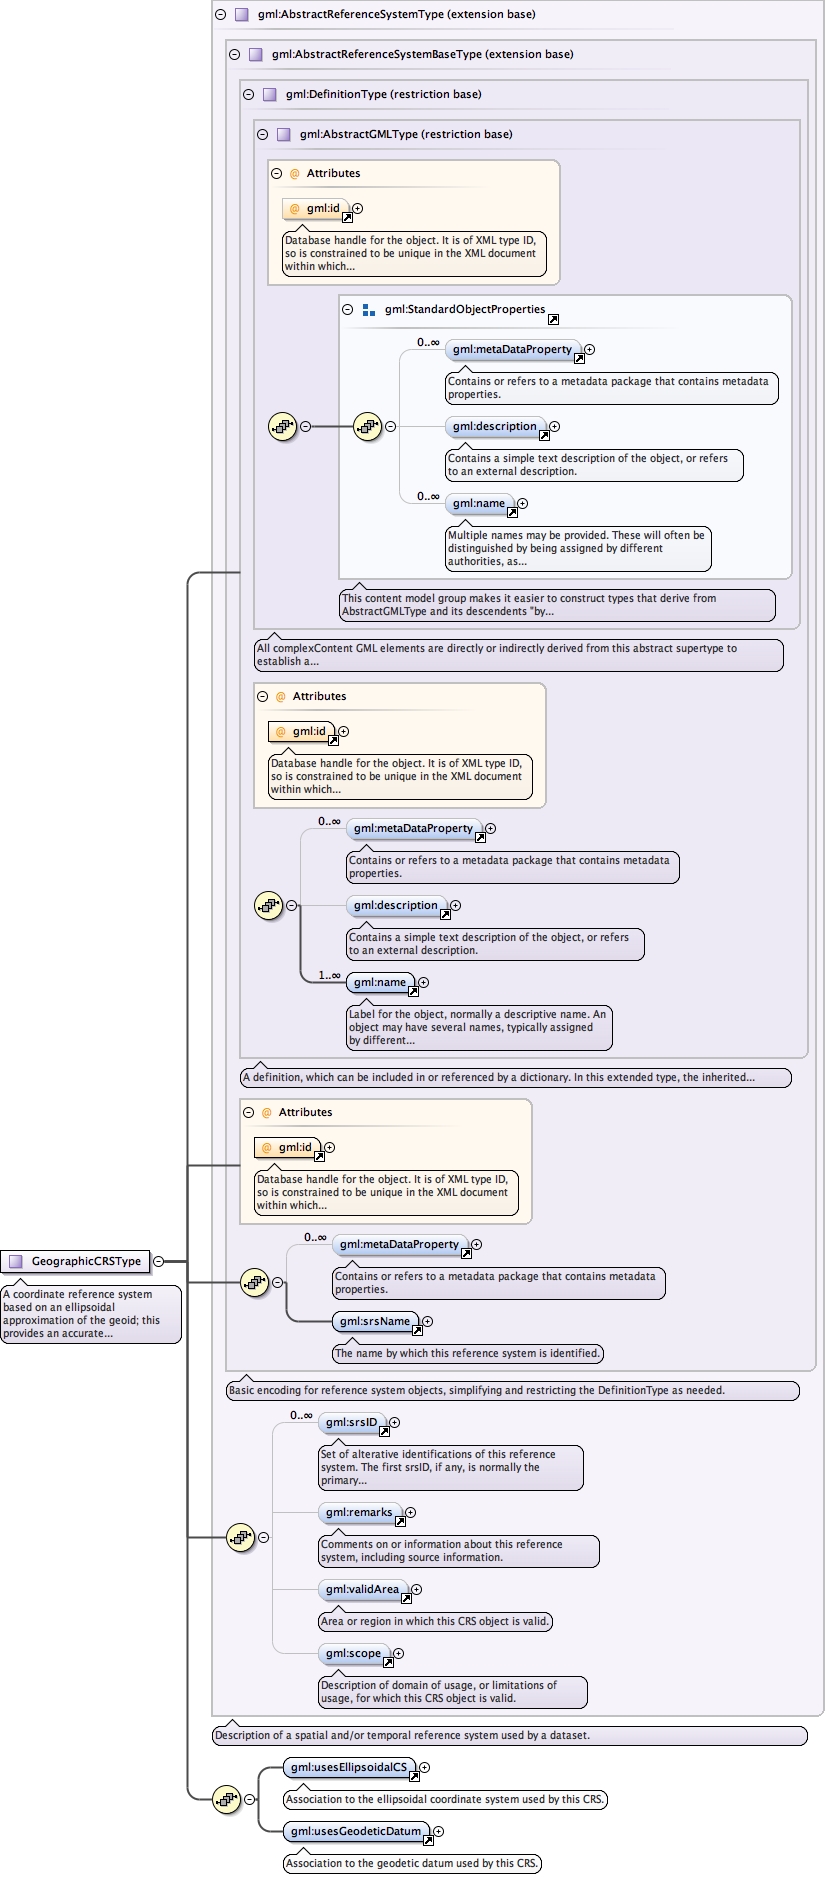 gml:AbstractReferenceSystemType (extension base)
gml:AbstractReferenceSystemBaseType (extension base)
gml:DefinitionType (restriction base)
gml:AbstractGMLType (restriction base)
@ Attributes
@ gml:id
Database handle for the object. It is of XML type ID,
so is constrained to be unique in the XML document
within which...
gml:StandardObjectProperties
0..∞
gml:metaDataProperty
Contains or refers to a metadata package that contains metadata
properties.
gml:description
Contains a simple text description of the object, or refers
to an external description.
0..∞
gml:name
Multiple names may be provided. These will often be
distinguished by being assigned by different
authorities, as...
This content model group makes it easier to construct types that derive from
AbstractGMLType and its descendents "by...
All complexContent GML elements are directly or indirectly derived from this abstract supertype to
establish a...
@ Attributes
@ gml:id
Database handle for the object. It is of XML type ID,
so is constrained to be unique in the XML document
within which...
0..∞
gml:metaDataProperty
Contains or refers to a metadata package that contains metadata
properties.
gml:description
Contains a simple text description of the object, or refers
to an external description.
1..∞
gml:name
Label for the object, normally a descriptive name. An
object may have several names, typically assigned
by different...
A definition, which can be included in or referenced by a dictionary. In this extended type, the inherited...
@ Attributes
@ gml:id
Database handle for the object. It is of XML type ID,
so is constrained to be unique in the XML document
within which...
0..∞
gml:metaDataProperty
Contains or refers to a metadata package that contains metadata
properties.
gml:srsName
The name by which this reference system is identified.
GeographicCRSType
A coordinate reference system
based on an ellipsoidal
approximation of the geoid; this
provides an accurate...
Basic encoding for reference system objects, simplifying and restricting the DefinitionType as needed.
0..∞
gml:srsID
Set of alterative identifications of this reference
system. The first srsID, if any, is normally the
primary...
gml:remarks
Comments on or information about this reference
system, including source information.
gml:validArea
Area or region in which this CRS object is valid.
gml:scope
Description of domain of usage, or limitations of
usage, for which this CRS object is valid.
Description of a spatial and/or temporal reference system used by a dataset.
gml:usesEllipsoidalCS
Association to the ellipsoidal coordinate system used by this CRS.
gml:usesGeodeticDatum
Association to the geodetic datum used by this CRS.